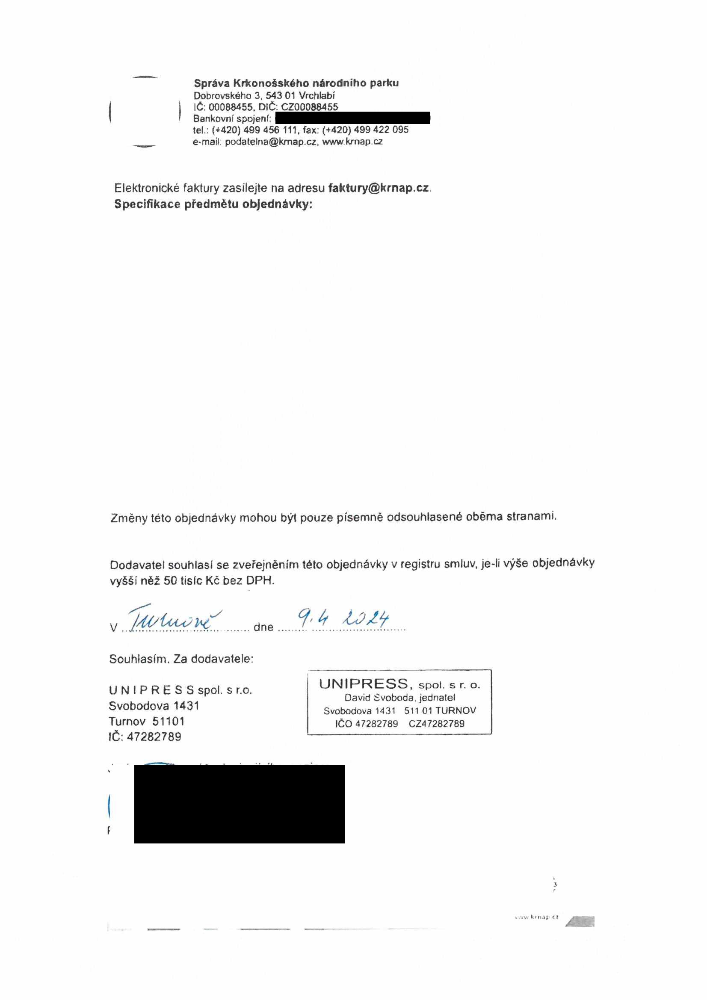 Správa Krkonošského národního parku
Dobrovského 3, 543 01 Vrchlabí
IČ: 00088455, DIČ: CZ00088455
Bankovní spojení:
tel.: (+420) 499 456 111, fax: (+420) 499 422 095
e-mail: podatelna@krnap.cz, www.krnap.cz
Elektronické faktury zasílejte na adresu faktury@krnap.cz.
Specifikace předmětu objednávky:
Změny této objednávky mohou být pouze písemně odsouhlasené oběma stranami.
Dodavatel souhlasí se zveřejněním této objednávky v registru smluv, je-li výše objednávky
vyšší něž 50 tisíc Kč bez DPH.
V Turnově dne 9.4 2024
Souhlasím. Za dodavatele:
U N I P R E S S spol. s r.o.
Svobodova 1431
Turnov 51101
IČ: 47282789
UNIPRESS, spol. s r. o.
David Svoboda, jednatel
Svobodova 1431 511 01 TURNOV
IČO 47282789 CZ47282789
3
www.krnap.cz